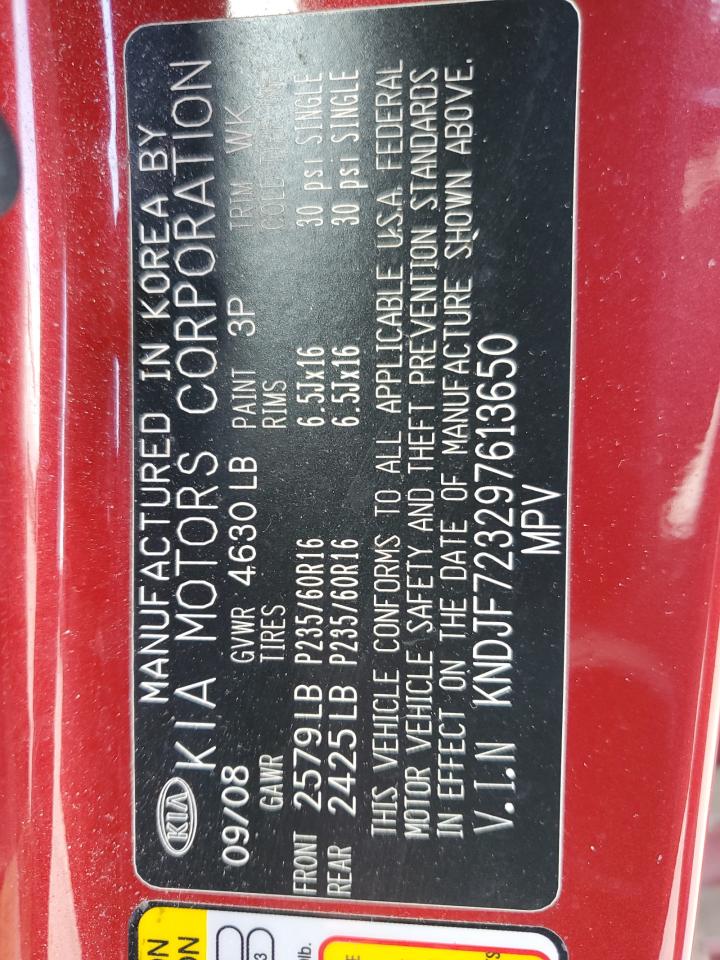 MANUFACTURED IN KOREA BY
KIA KIA MOTORS CORPORATION
09/08 GVWR 4630 LB PAINT 3P TRIM WK
GAWR TIRES RIMS COLD
FRONT 2579 LB P235/60R16 6.5Jx16 30 psi SINGLE
REAR 2425 LB P235/60R16 6.5Jx16 30 psi SINGLE
THIS VEHICLE CONFORMS TO ALL APPLICABLE U.S.A. FEDERAL
MOTOR VEHICLE SAFETY AND THEFT PREVENTION STANDARDS
IN EFFECT ON THE DATE OF MANUFACTURE SHOWN ABOVE.
V.I.N KNDJF723297613650
MPV